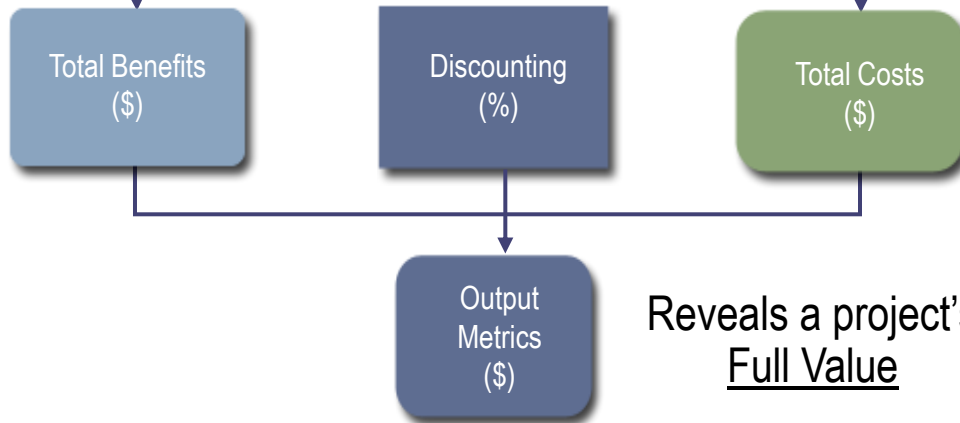 Total Benefits
($)
Discounting
(%)
Total Costs
($)
Output
Metrics
($)
Reveals a project's
Full Value